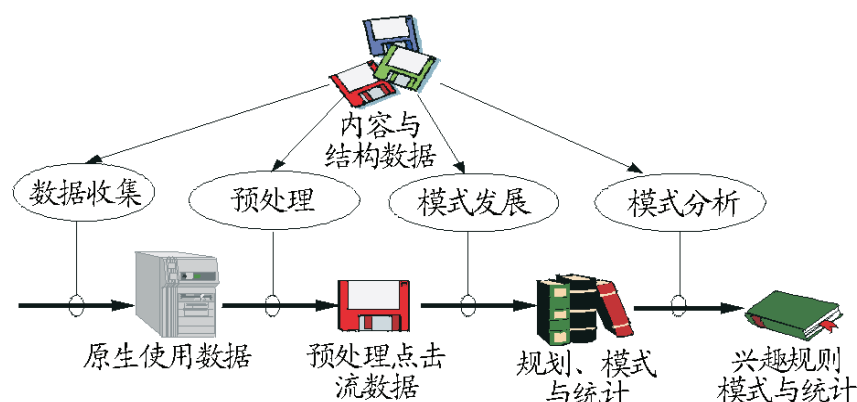 内容与
结构数据
数据收集
预处理
模式发展
模式分析
原生使用数据
预处理点击
流数据
规划、模式
与统计
兴趣规则
模式与统计